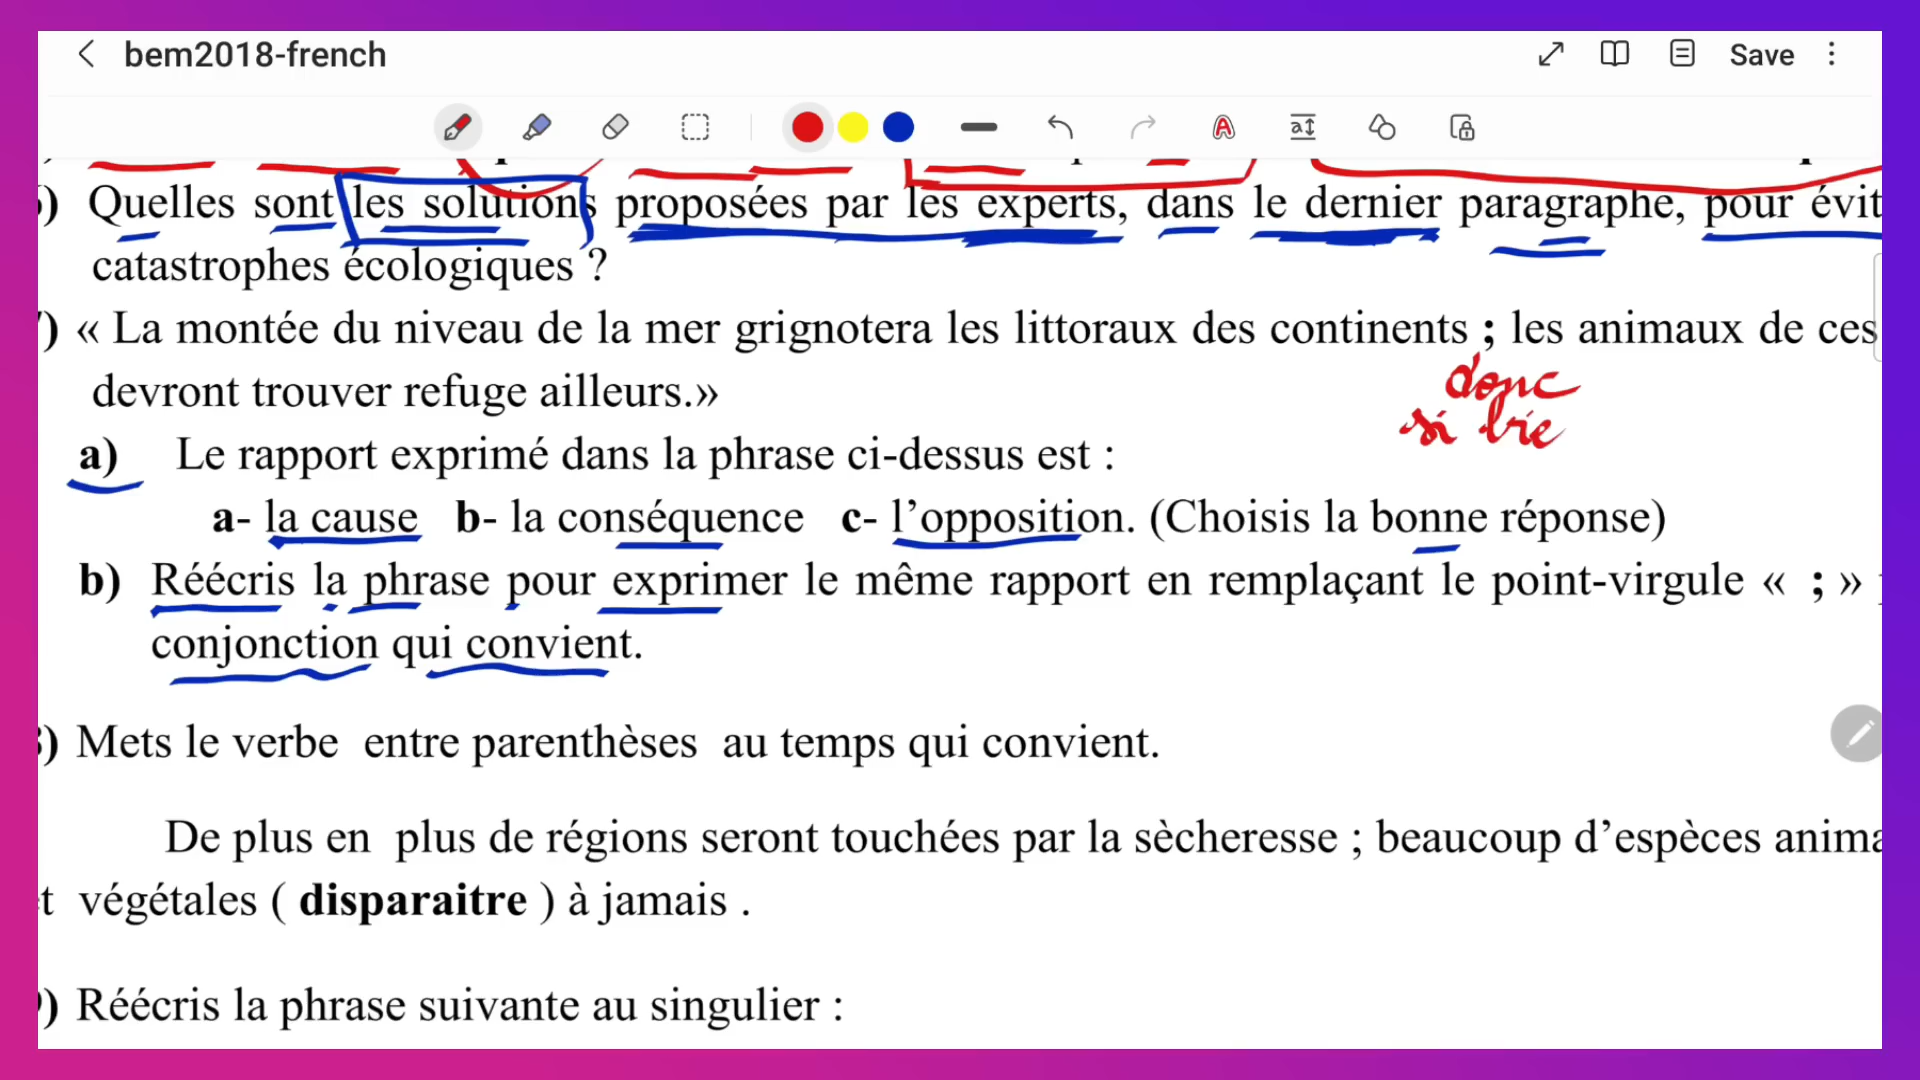 bem2018-french
Save
) Quelles sont les solutions proposées par les experts, dans le dernier paragraphe, pour évit
catastrophes écologiques ?
) « La montée du niveau de la mer grignotera les littoraux des continents ; les animaux de ces
devront trouver refuge ailleurs.»
donc
si bie
a) Le rapport exprimé dans la phrase ci-dessus est :
a- la cause b- la conséquence c- l’opposition. (Choisis la bonne réponse)
b) Réécris la phrase pour exprimer le même rapport en remplaçant le point-virgule « ; »
conjonction qui convient.
) Mets le verbe entre parenthèses au temps qui convient.
De plus en plus de régions seront touchées par la sècheresse ; beaucoup d’espèces anima
t végétales ( disparaitre ) à jamais .
) Réécris la phrase suivante au singulier :